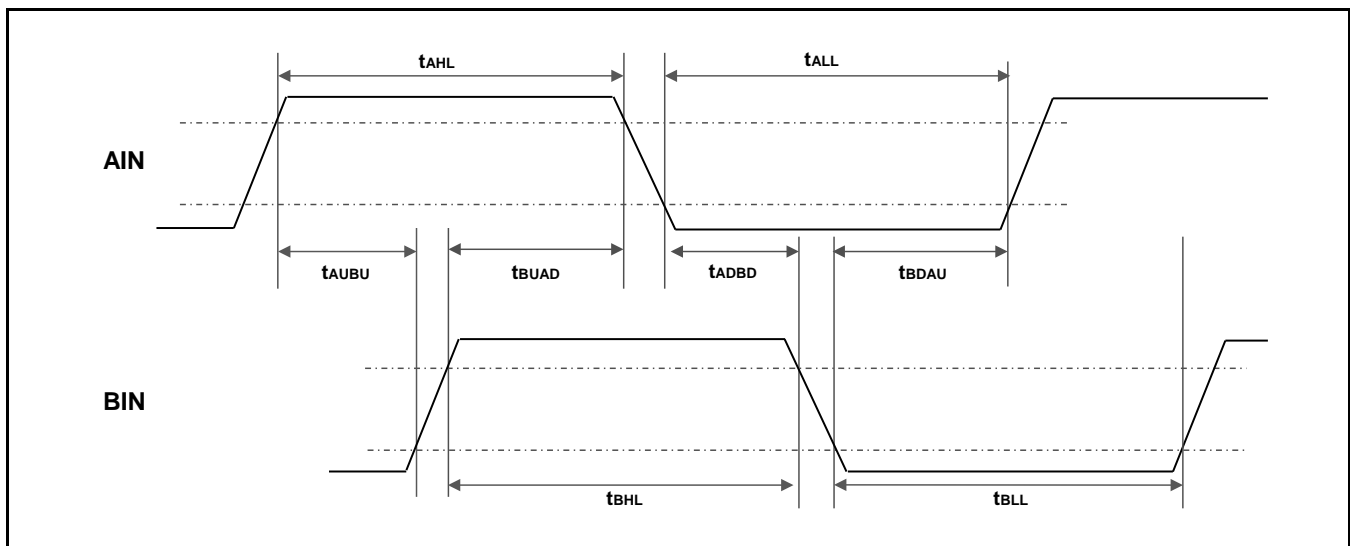 tAHL tALL
AIN
tAUBU tBUAD tADBD tBDAU
BIN
tBHL tBLL